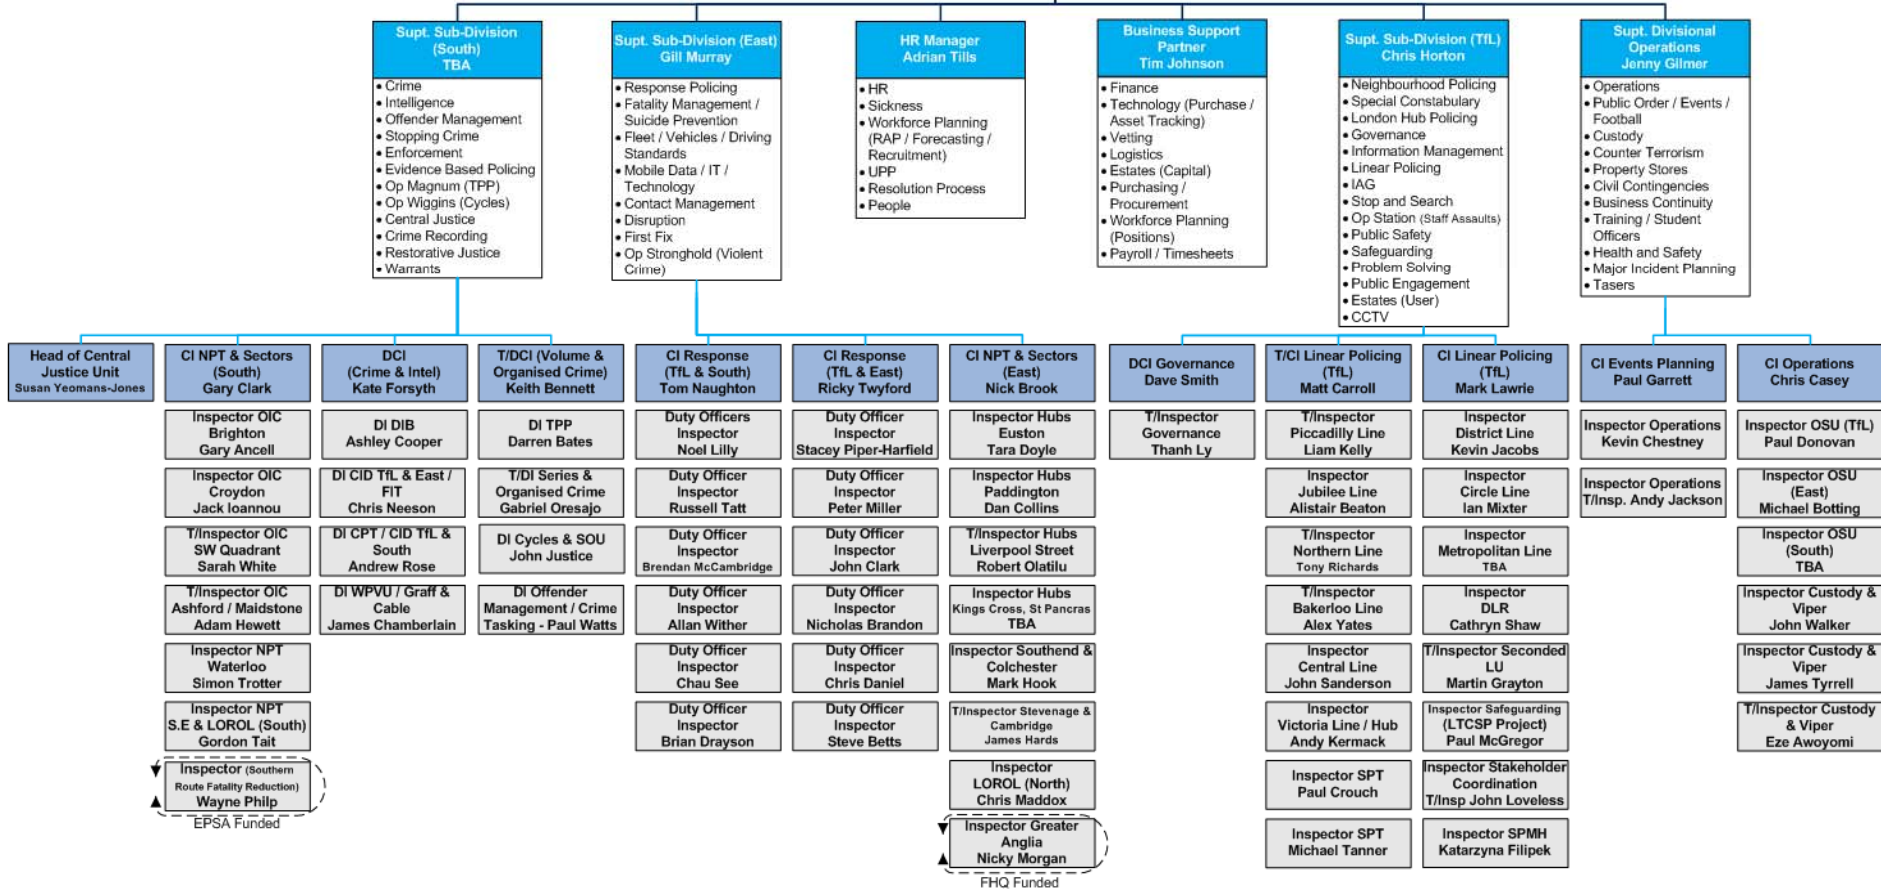 Supt. Sub-Division
(South)
TBA
• Crime
• Intelligence
• Offender Management
• Stopping Crime
• Enforcement
• Evidence Based Policing
• Op Magnum (TPP)
• Op Wiggins (Cycles)
• Central Justice
• Crime Recording
• Restorative Justice
• Warrants
Supt. Sub-Division (East)
Gill Murray
• Response Policing
• Fatality Management /
Suicide Prevention
• Fleet / Vehicles / Driving
Standards
• Mobile Data / IT /
Technology
• Contact Management
• Disruption
• First Fix
• Op Stronghold (Violent
Crime)
HR Manager
Adrian Tills
• HR
• Sickness
• Workforce Planning
(RAP / Forecasting /
Recruitment)
• UPP
• Resolution Process
• People
Business Support
Partner
Tim Johnson
• Finance
• Technology (Purchase /
Asset Tracking)
• Vetting
• Logistics
• Estates (Capital)
• Purchasing /
Procurement
• Workforce Planning
(Positions)
• Payroll / Timesheets
Supt. Sub-Division (TfL)
Chris Horton
• Neighbourhood Policing
• Special Constabulary
• London Hub Policing
• Governance
• Information Management
• Linear Policing
• IAG
• Stop and Search
• Op Station (Staff Assaults)
• Public Safety
• Safeguarding
• Problem Solving
• Public Engagement
• Estates (User)
• CCTV
Supt. Divisional
Operations
Jenny Gilmer
• Operations
• Public Order / Events /
Football
• Custody
• Counter Terrorism
• Property Stores
• Civil Contingencies
• Business Continuity
• Training / Student
Officers
• Health and Safety
• Major Incident Planning
• Tasers
Head of Central
Justice Unit
Susan Yeomans-Jones
CI NPT & Sectors
(South)
Gary Clark
Inspector OIC
Brighton
Gary Ancell
Inspector OIC
Croydon
Jack Ioannou
T/Inspector OIC
SW Quadrant
Sarah White
T/Inspector OIC
Ashford / Maidstone
Adam Hewett
Inspector NPT
Waterloo
Simon Trotter
Inspector NPT
S.E & LOROL (South)
Gordon Tait
Inspector (Southern
Route Fatality Reduction)
Wayne Philp
EPSA Funded
DCI
(Crime & Intel)
Kate Forsyth
DI DIB
Ashley Cooper
DI CID TfL & East /
FIT
Chris Neeson
DI CPT / CID TfL &
South
Andrew Rose
DI WPVU / Graff &
Cable
James Chamberlain
T/DCI (Volume &
Organised Crime)
Keith Bennett
DI TPP
Darren Bates
T/DI Series &
Organised Crime
Gabriel Oresajo
DI Cycles & SOU
John Justice
DI Offender
Management / Crime
Tasking - Paul Watts
CI Response
(TfL & South)
Tom Naughton
Duty Officers
Inspector
Noel Lilly
Duty Officer
Inspector
Russell Tatt
Duty Officer
Inspector
Brendan McCambridge
Duty Officer
Inspector
Allan Wither
Duty Officer
Inspector
Chau See
Duty Officer
Inspector
Brian Drayson
CI Response
(TfL & East)
Ricky Twyford
Duty Officer
Inspector
Stacey Piper-Harfield
Duty Officer
Inspector
Peter Miller
Duty Officer
Inspector
John Clark
Duty Officer
Inspector
Nicholas Brandon
Duty Officer
Inspector
Chris Daniel
Duty Officer
Inspector
Steve Betts
CI NPT & Sectors
(East)
Nick Brook
Inspector Hubs
Euston
Tara Doyle
Inspector Hubs
Paddington
Dan Collins
T/Inspector Hubs
Liverpool Street
Robert Olatilu
Inspector Hubs
Kings Cross, St Pancras
TBA
Inspector Southend &
Colchester
Mark Hook
T/Inspector Stevenage &
Cambridge
James Hards
Inspector
LOROL (North)
Chris Maddox
Inspector Greater
Anglia
Nicky Morgan
FHQ Funded
DCI Governance
Dave Smith
T/Inspector
Governance
Thanh Ly
T/CI Linear Policing
(TfL)
Matt Carroll
T/Inspector
Piccadilly Line
Liam Kelly
Inspector
Jubilee Line
Alistair Beaton
T/Inspector
Northern Line
Tony Richards
T/Inspector
Bakerloo Line
Alex Yates
Inspector
Central Line
John Sanderson
Inspector
Victoria Line / Hub
Andy Kermack
Inspector SPT
Paul Crouch
Inspector SPT
Michael Tanner
CI Linear Policing
(TfL)
Mark Lawrie
Inspector
District Line
Kevin Jacobs
Inspector
Circle Line
Ian Mixter
Inspector
Metropolitan Line
TBA
Inspector
DLR
Cathryn Shaw
T/Inspector Seconded
LU
Martin Grayton
Inspector Safeguarding
(LTCSP Project)
Paul McGregor
Inspector Stakeholder
Coordination
T/Insp John Loveless
Inspector SPMH
Katarzyna Filipek
CI Events Planning
Paul Garrett
Inspector Operations
Kevin Chestney
Inspector Operations
T/Insp. Andy Jackson
CI Operations
Chris Casey
Inspector OSU (TfL)
Paul Donovan
Inspector OSU
(East)
Michael Botting
Inspector OSU
(South)
TBA
Inspector Custody &
Viper
John Walker
Inspector Custody &
Viper
James Tyrrell
T/Inspector Custody
& Viper
Eze Awoyomi